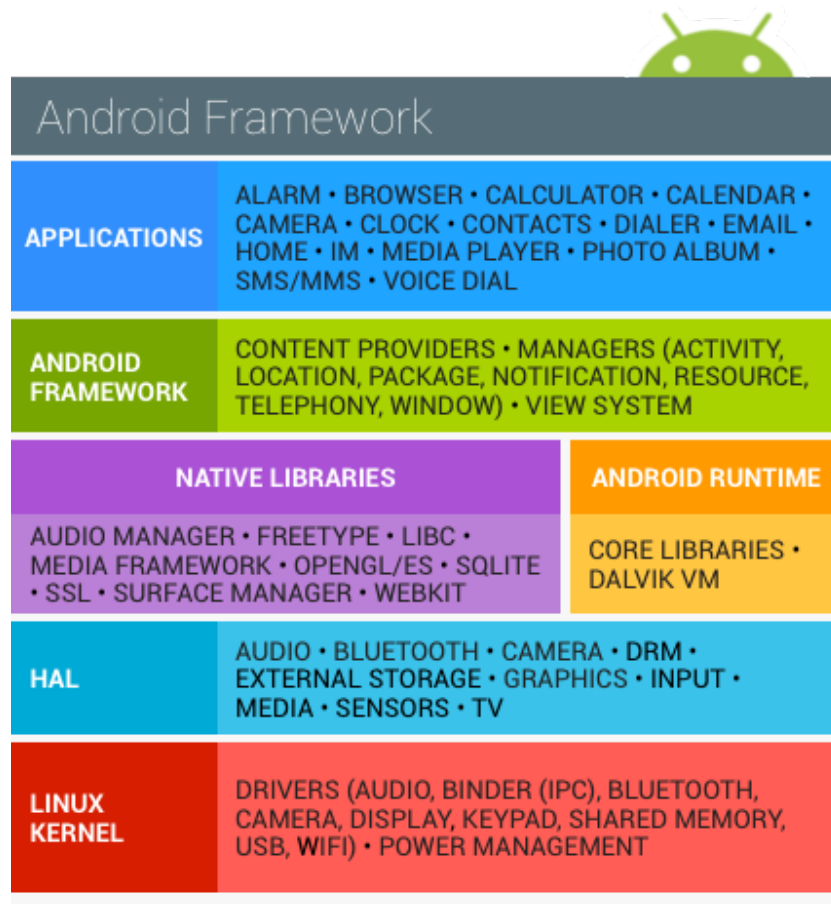 Android Framework
APPLICATIONS
ALARM • BROWSER • CALCULATOR • CALENDAR •
CAMERA • CLOCK • CONTACTS • DIALER • EMAIL •
HOME • IM • MEDIA PLAYER • PHOTO ALBUM •
SMS/MMS • VOICE DIAL
ANDROID
FRAMEWORK
CONTENT PROVIDERS • MANAGERS (ACTIVITY,
LOCATION, PACKAGE, NOTIFICATION, RESOURCE,
TELEPHONY, WINDOW) • VIEW SYSTEM
NATIVE LIBRARIES
AUDIO MANAGER • FREETYPE • LIBC •
MEDIA FRAMEWORK • OPENGL/ES • SQLITE
• SSL • SURFACE MANAGER • WEBKIT
ANDROID RUNTIME
CORE LIBRARIES •
DALVIK VM
HAL
AUDIO • BLUETOOTH • CAMERA • DRM •
EXTERNAL STORAGE • GRAPHICS • INPUT •
MEDIA • SENSORS • TV
LINUX
KERNEL
DRIVERS (AUDIO, BINDER (IPC), BLUETOOTH,
CAMERA, DISPLAY, KEYPAD, SHARED MEMORY,
USB, WIFI) • POWER MANAGEMENT